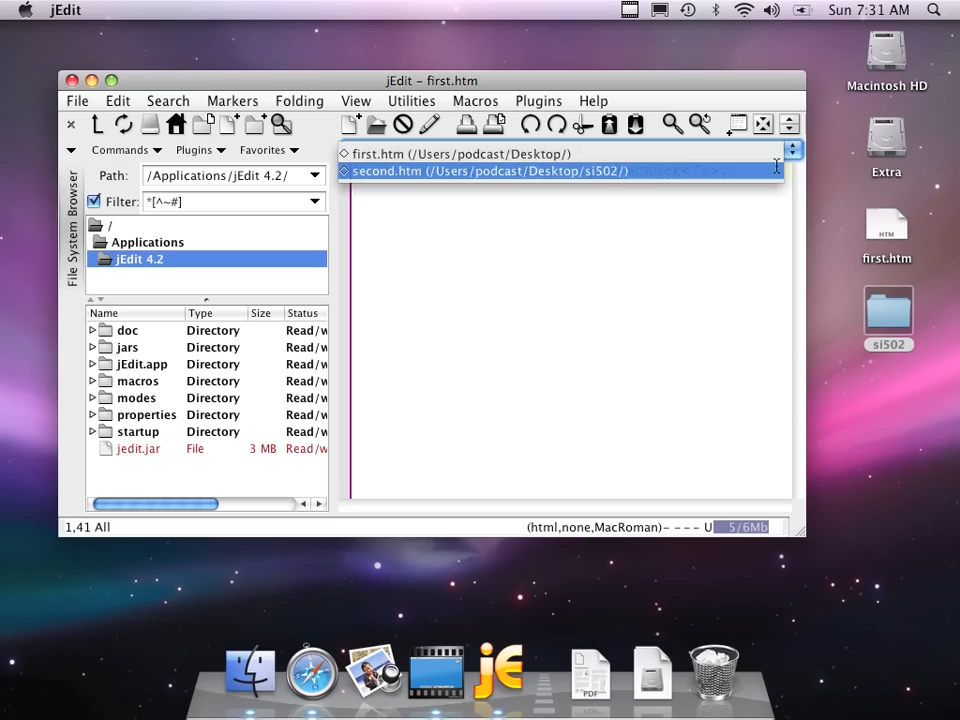 jEdit
Sun 7:31 AM
jEdit – first.htm
File Edit Search Markers Folding View Utilities Macros Plugins Help
Commands Plugins Favorites
first.htm (/Users/podcast/Desktop/)
second.htm (/Users/podcast/Desktop/si502/)
Path: /Applications/jEdit 4.2/
Filter: *[^~#]
File System Browser
/
Applications
jEdit 4.2
Name Type Size Status
doc Directory Read/w
jars Directory Read/w
jEdit.app Directory Read/w
macros Directory Read/w
modes Directory Read/w
properties Directory Read/w
startup Directory Read/w
jedit.jar File 3 MB Read/w
1,41 All
(html,none,MacRoman)- - - - U 5/6Mb
Macintosh HD
Extra
HTM
first.htm
si502
jE
PDF